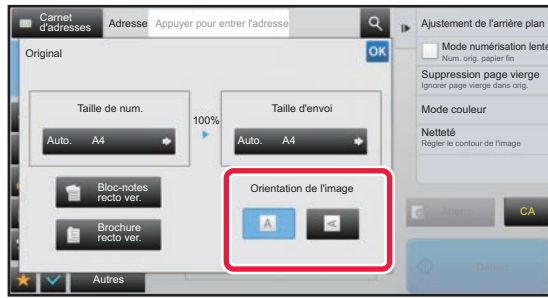 Carnet
d'adresses
Adresse
Appuyer pour entrer l'adresse
Original
OK
Taille de num.
Auto. A4
100%
Taille d'envoi
Auto. A4
Bloc-notes
recto ver.
Brochure
recto ver.
Orientation de l'image
A
A
Autres
Ajustement de l'arrière plan
Mode numérisation lente
Num. orig. papier fin
Suppression page vierge
Ignorer page vierge dans orig.
Mode couleur
Netteté
Régler le contour de l'image
Aperçu
CA
Départ